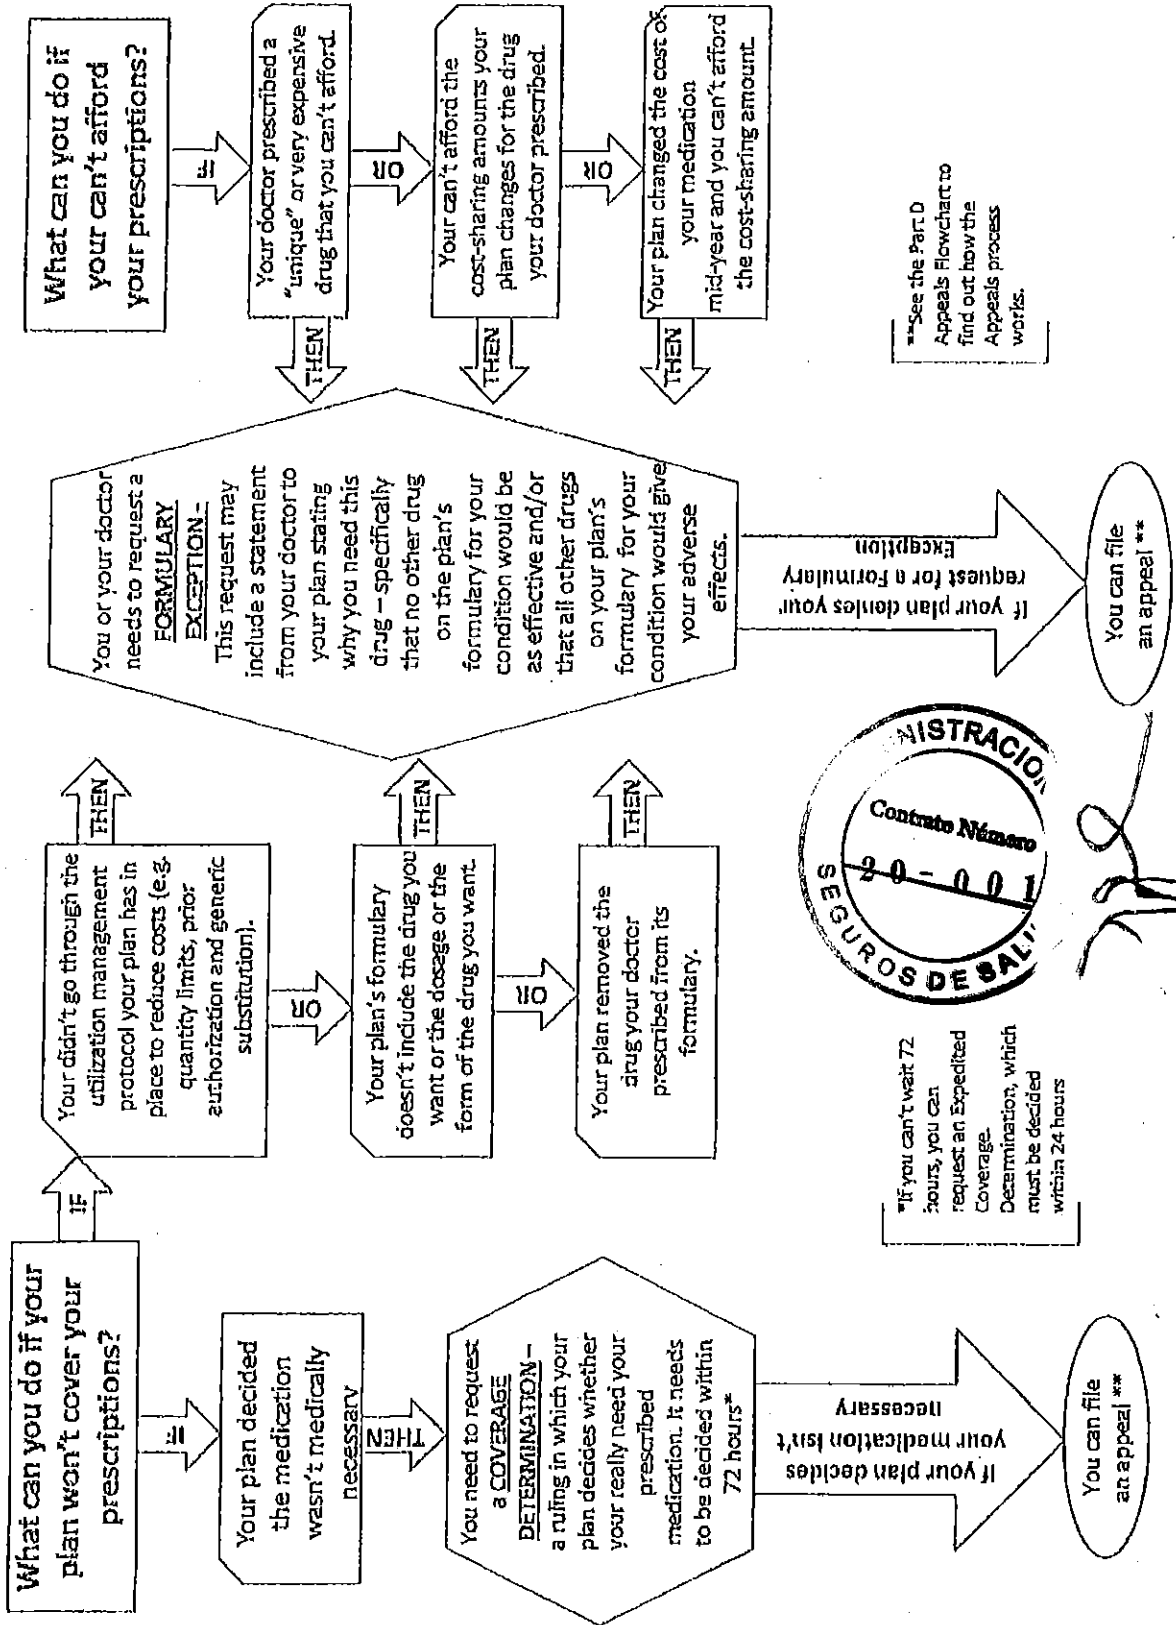 What can you do if your
plan won't cover your
prescriptions?
IF
Your plan decided
the medication
wasn't medically
necessary
THEN
You need to request
a COVERAGE
DETERMINATION –
a ruling in which your
plan decides whether
your really need your
prescribed
medication. It needs
to be decided within
72 hours*
If your plan decides
your medication isn't
necessary
You can file
an appeal **
IF
Your didn't go through the
utilization management
protocol your plan has in
place to reduce costs (e.g.
quantity limits, prior
authorization and generic
substitution).
THEN
OR
Your plan's formulary
doesn't include the drug you
want or the dosage or the
form of the drug you want.
THEN
OR
Your plan removed the
drug your doctor
prescribed from its
formulary.
THEN
*If you can't wait 72
hours, you can
request an Expedited
Coverage.
Determination, which
must be decided
within 24 hours
NISTRACION
Contrato Número
20-001
SEGUROS DE SALU
You or your doctor
needs to request a
FORMULARY
EXCEPTION –
This request may
include a statement
from your doctor to
your plan stating
why you need this
drug – specifically
that no other drug
on the plan's
formulary for your
condition would be
as effective and/or
that all other drugs
on your plan's
formulary for your
condition would give
your adverse
effects.
If your plan denies your
request for a Formulary
Exception
You can file
an appeal **
What can you do if
your can't afford
your prescriptions?
IF
Your doctor prescribed a
"unique" or very expensive
drug that you can't afford.
THEN
OR
Your can't afford the
cost-sharing amounts your
plan changes for the drug
your doctor prescribed.
THEN
OR
Your plan changed the cost of
your medication
mid-year and you can't afford
the cost-sharing amount.
THEN
**See the Part D
Appeals Flowchart to
find out how the
Appeals process
works.